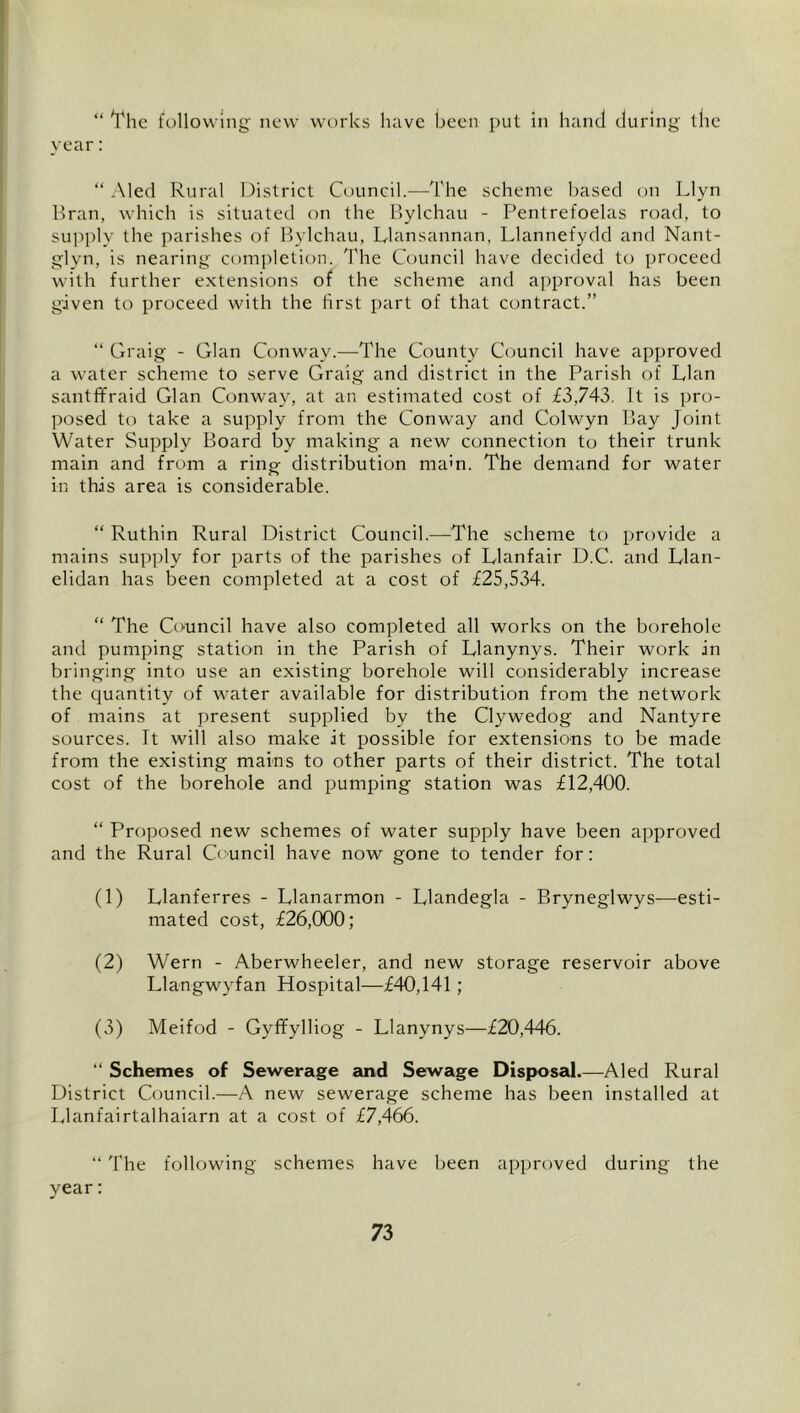 “ The following new works have been put in hand during the
year:
“ Aled Rural District Council.—The scheme based on Llyn
Bran, which is situated on the Bylchau - Pentrefoelas road, to
supply the parishes of Bylchau, Llansannan, Llannefydd and Nant-
glyn, is nearing completion. The Council have decided to proceed
with further extensions of the scheme and approval has been
given to proceed with the first part of that contract.”
“ Graig - Glan Conway.—The County Council have approved
a water scheme to serve Graig and district in the Parish of Llan
santffraid Glan Conway, at an estimated cost of £3,743. It is pro-
posed to take a supply from the Conway and Colwyn Bay Joint
Water Supply Board by making a new connection to their trunk
main and from a ring distribution main. The demand for water
in this area is considerable.
“ Ruthin Rural District Council.—The scheme to provide a
mains supply for parts of the parishes of Llanfair D.C. and Llan-
elidan has been completed at a cost of £25,534.
“ The Council have also completed all works on the borehole
and pumping station in the Parish of Llanynys. Their work in
bringing into use an existing borehole will considerably increase
the quantity of water available for distribution from the network
of mains at present supplied by the Clywedog and Nantyre
sources. It will also make it possible for extensions to be made
from the existing mains to other parts of their district. The total
cost of the borehole and pumping station was £12,400.
“ Proposed new schemes of water supply have been approved
and the Rural Council have now gone to tender for:
(1) Llanferres - Llanarmon - Llandegla - Bryneglwys—esti-
mated cost, £26,000;
(2) Wern - Aberwheeler, and new storage reservoir above
Llangwyfan Hospital—£40,141;
(3) Meifod - Gyffylliog - Llanynys—£20,446.
“ Schemes of Sewerage and Sewage Disposal.—Aled Rural
District Council.—A new sewerage scheme has been installed at
Llanfairtalhaiarn at a cost of £7,466.
“ The following schemes have been approved during the
year:
73